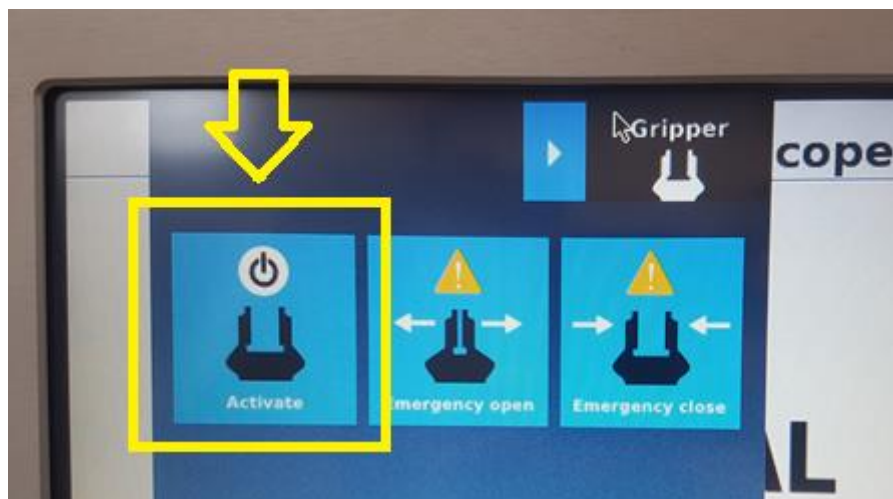 Gripper
cope
Activate
Emergency open
Emergency close
AL